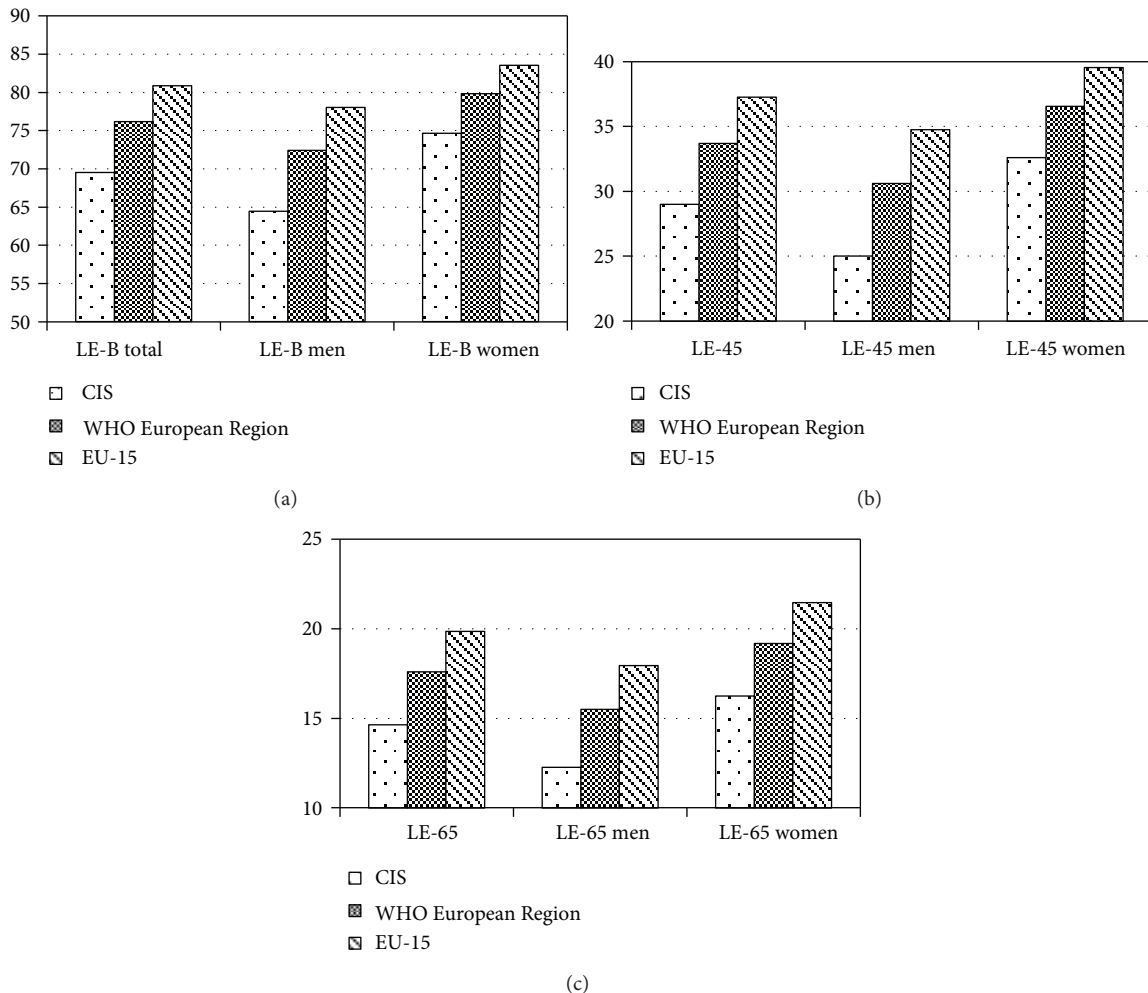 90
85
80
75
70
65
60
55
50
LE-B total LE-B men LE-B women
CIS
WHO European Region
EU-15
(a)
40
35
30
25
20
LE-45 LE-45 men LE-45 women
CIS
WHO European Region
EU-15
(b)
25
20
15
10
LE-65 LE-65 men LE-65 women
CIS
WHO European Region
EU-15
(c)